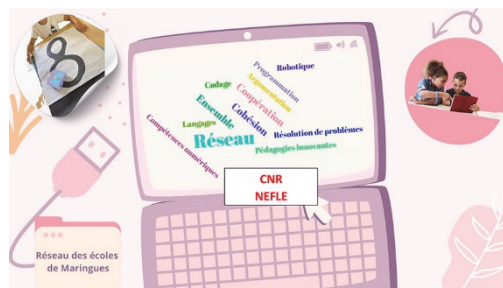 8
Robotique
Programmation
Argumentation
Codage
Coopération
Ensemble
Cohésion
Langages
Résolution de problèmes
Réseau
Compétences numériques
Pédagogies innovantes
CNR
NEFLE
Réseau des écoles
de Maringues